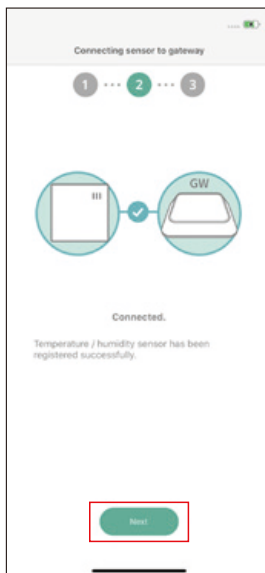 Connecting sensor to gateway
1 ... 2 ... 3
GW
Connected.
Temperature / humidity sensor has been
registered successfully.
Next